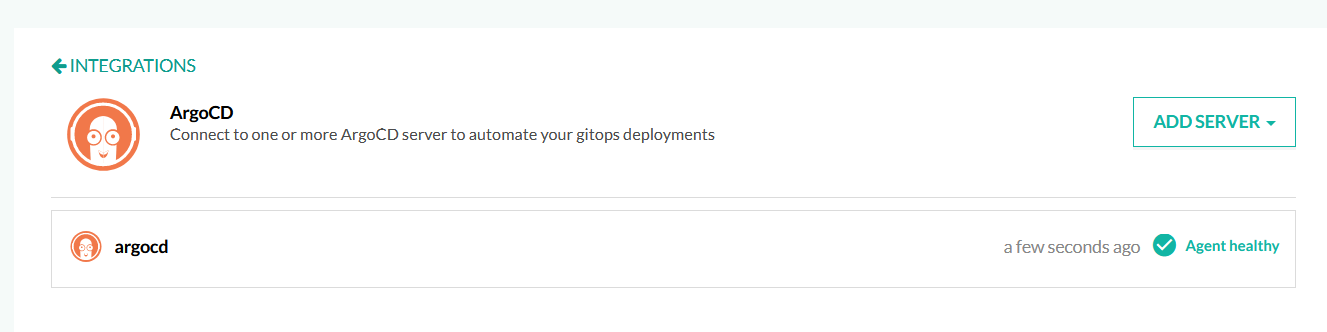 INTEGRATIONS
ArgoCD
Connect to one or more ArgoCD server to automate your gitops deployments
ADD SERVER
argocd
a few seconds ago
Agent healthy